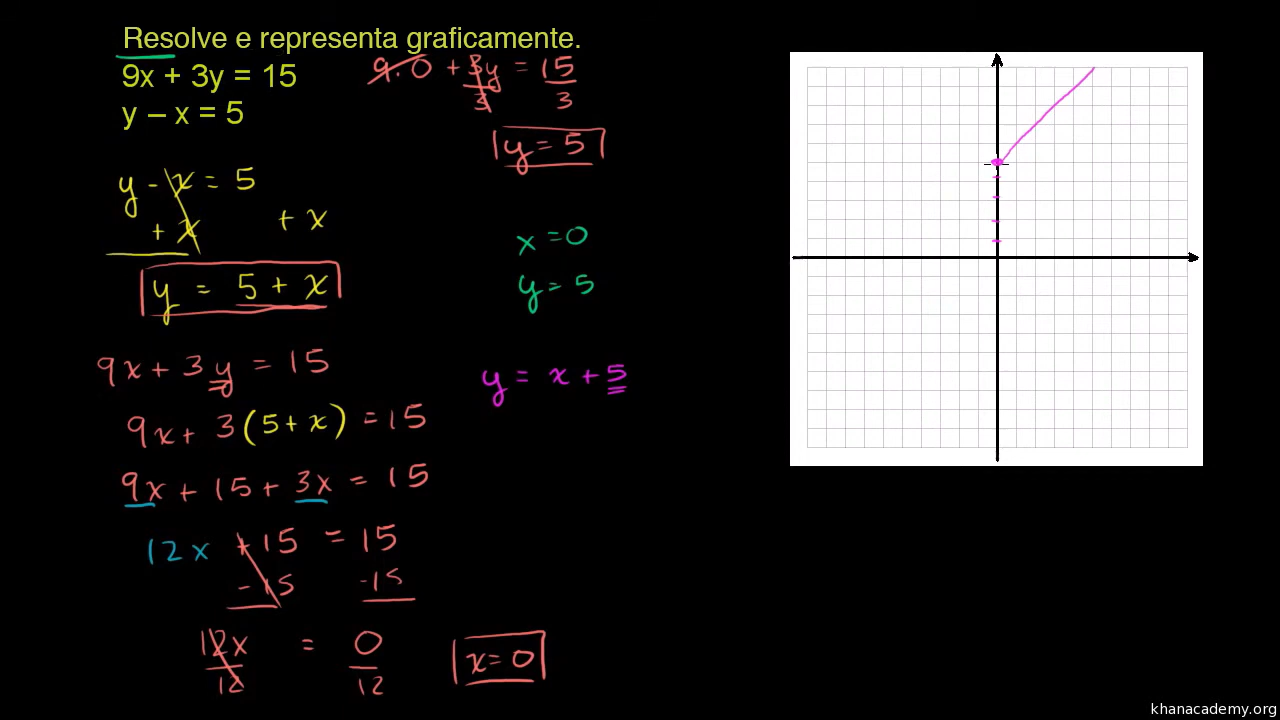 Resolve e representa graficamente.
9x + 3y = 15
y – x = 5
9·0 + 3y = 15
3 3
y = 5
y - x = 5
+ x + x
y = 5 + x
x = 0
y = 5
9x + 3y = 15
y = x + 5
9x + 3(5 + x) = 15
9x + 15 + 3x = 15
12x + 15 = 15
- 15 -15
12x = 0
12 12
x = 0
khanacademy.org